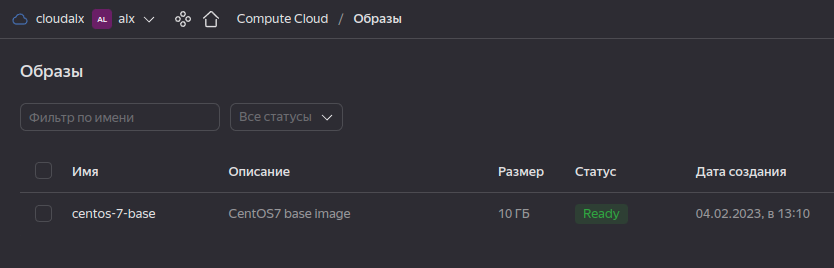 cloudalx AL alx Compute Cloud / Образы
Образы
Фильтр по имени Все статусы
Имя Описание Размер Статус Дата создания
centos-7-base CentOS7 base image 10 ГБ Ready 04.02.2023, в 13:10